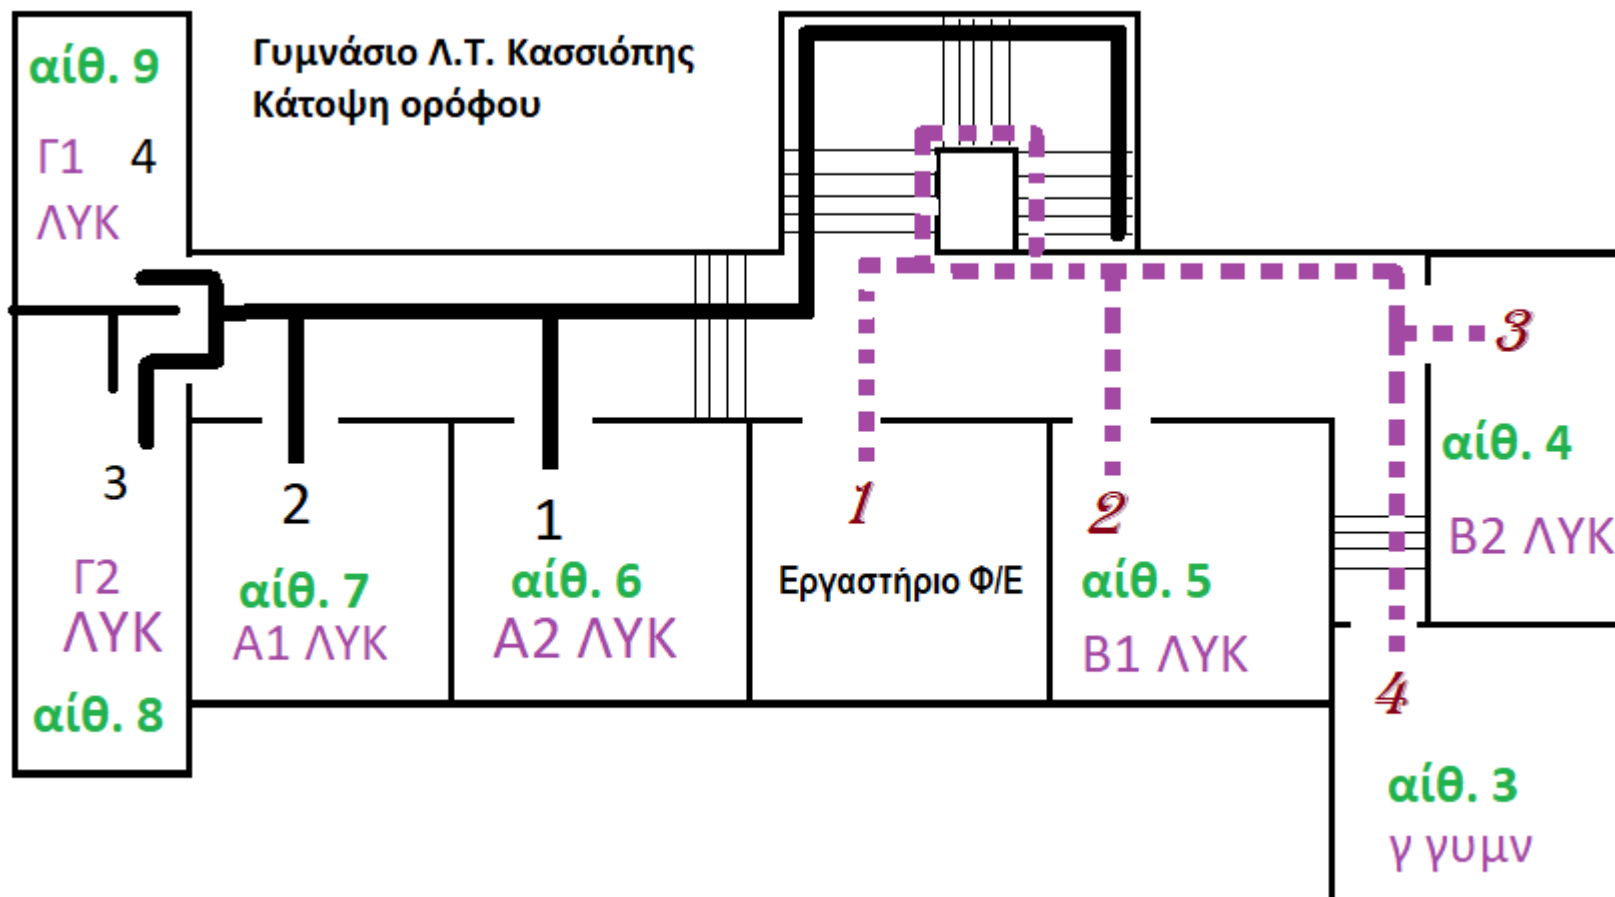 αίθ. 9
Γ1 4
ΛΥΚ
Γυμνάσιο Λ.Τ. Κασσιόπης
Κάτοψη ορόφου
3
Γ2
ΛΥΚ
αίθ. 8
2
αίθ. 7
Α1 ΛΥΚ
1
αίθ. 6
Α2 ΛΥΚ
1
Εργαστήριο Φ/Ε
2
αίθ. 5
Β1 ΛΥΚ
3
αίθ. 4
Β2 ΛΥΚ
4
αίθ. 3
γ γυμν